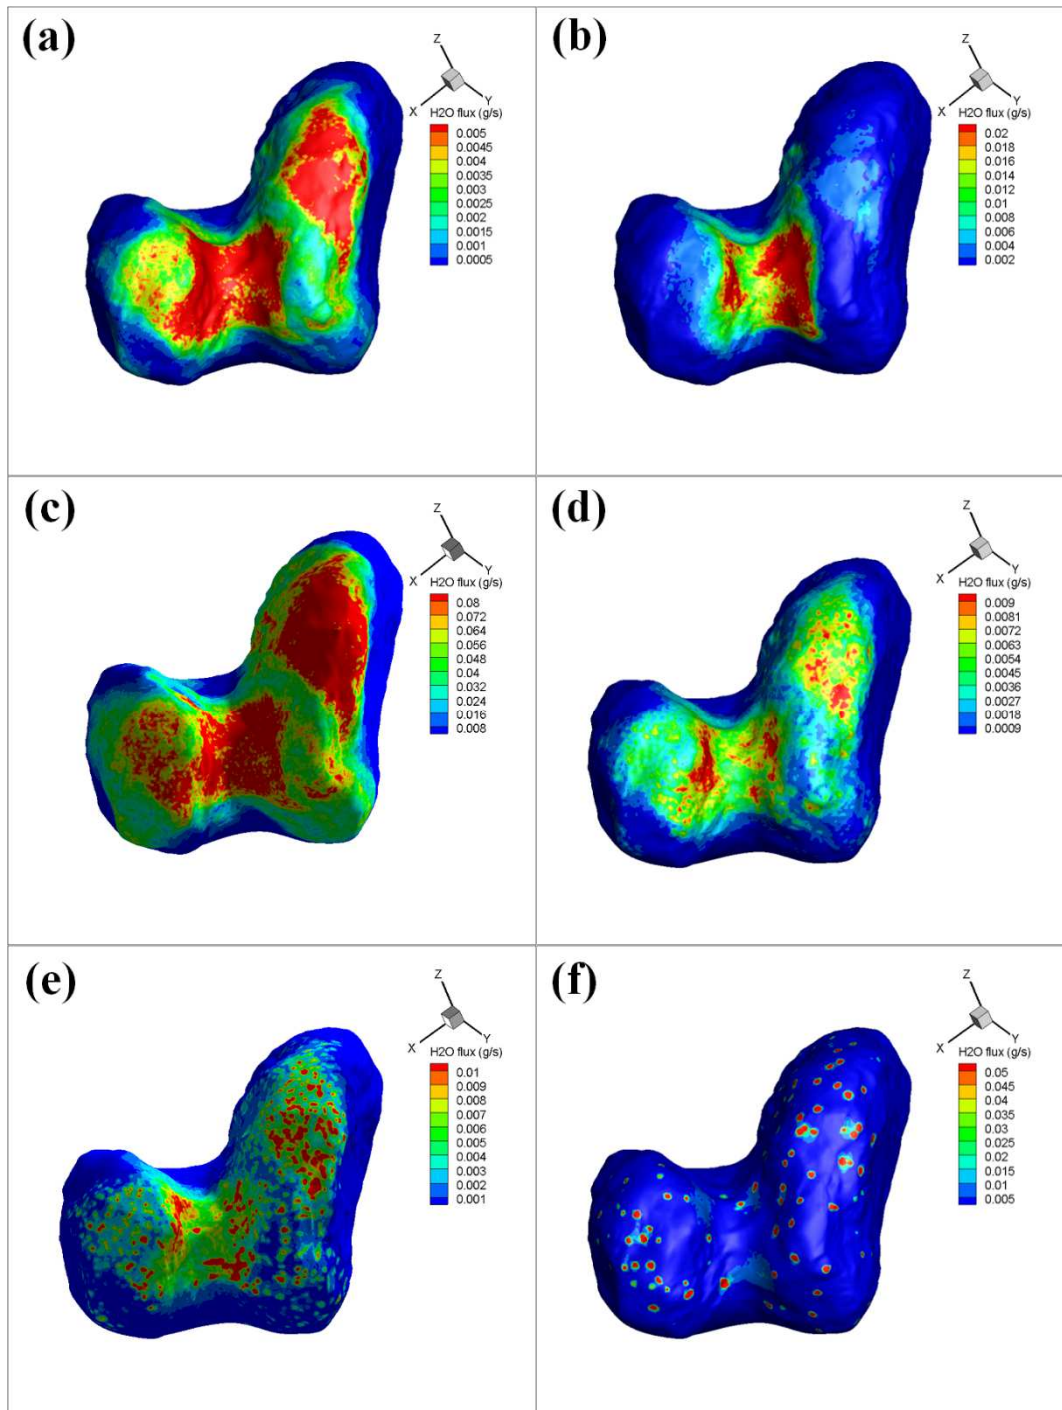 (a)
Z
X
Y
H2O flux (g/s)
0.005
0.0045
0.004
0.0035
0.003
0.0025
0.002
0.0015
0.001
0.0005
(b)
Z
X
Y
H2O flux (g/s)
0.02
0.018
0.016
0.014
0.012
0.01
0.008
0.006
0.004
0.002
(c)
Z
X
Y
H2O flux (g/s)
0.08
0.072
0.064
0.056
0.048
0.04
0.032
0.024
0.016
0.008
(d)
Z
X
Y
H2O flux (g/s)
0.009
0.0081
0.0072
0.0063
0.0054
0.0045
0.0036
0.0027
0.0018
0.0009
(e)
Z
X
Y
H2O flux (g/s)
0.01
0.009
0.008
0.007
0.006
0.005
0.004
0.003
0.002
0.001
(f)
Z
X
Y
H2O flux (g/s)
0.05
0.045
0.04
0.035
0.03
0.025
0.02
0.015
0.01
0.005